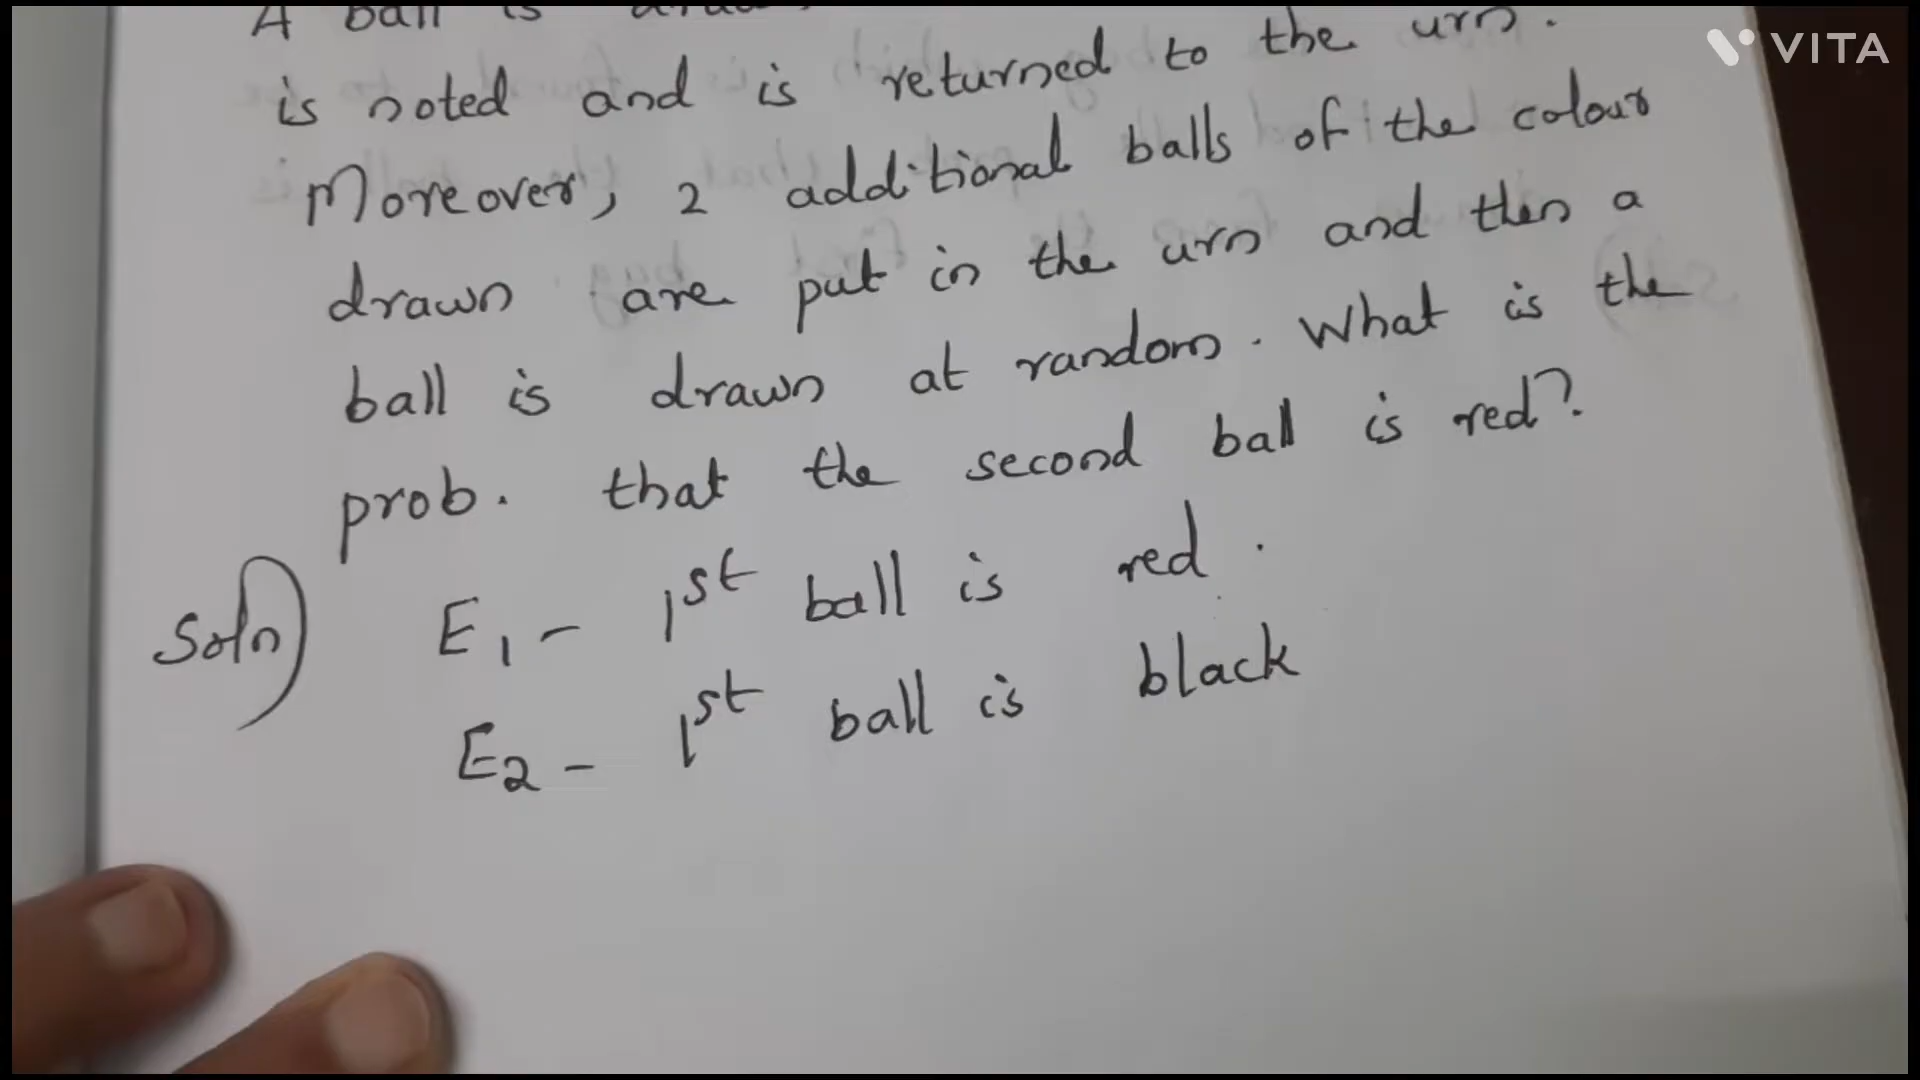 A ball is
is noted and is returned to the urn.
VITA
Moreover, 2 additional balls of the colour
drawn are put in the urn and then a
ball is drawn at random. What is the
prob. that the second ball is red?
Soln) E1 - 1st ball is red.
E2 - 1st ball is black